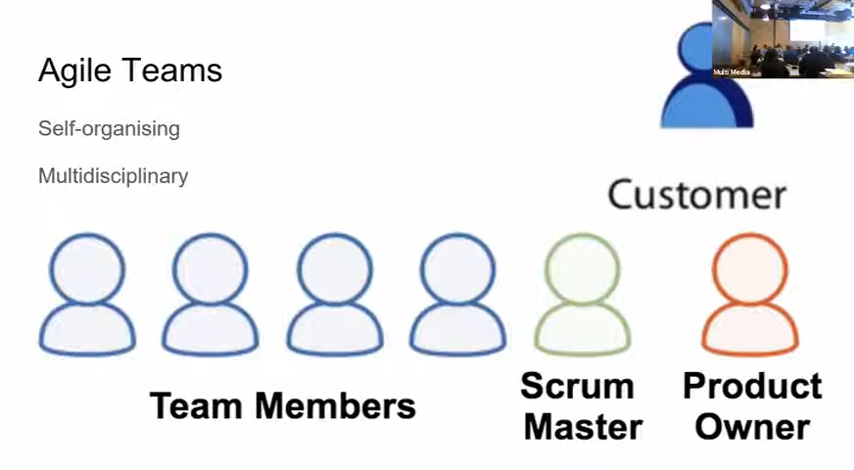 Agile Teams
Self-organising
Multidisciplinary
Multi Media
Customer
Team Members
Scrum
Master
Product
Owner